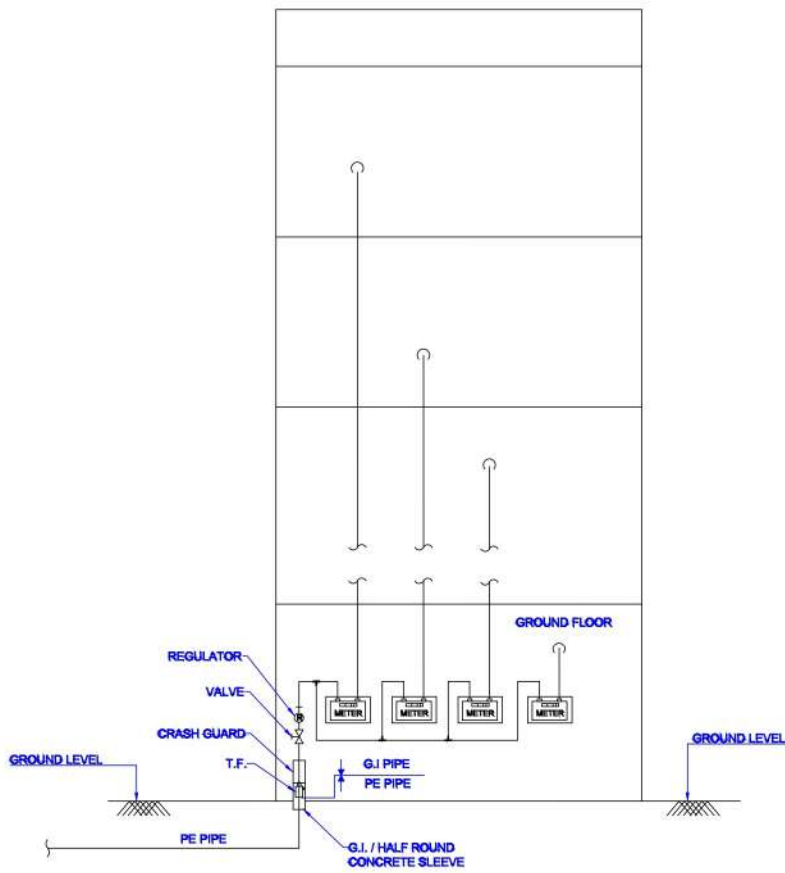 GROUND FLOOR
REGULATOR
R
METER
METER
METER
METER
VALVE
CRASH GUARD
GROUND LEVEL
GROUND LEVEL
T.F.
G.I PIPE
PE PIPE
PE PIPE
G.I. / HALF ROUND
CONCRETE SLEEVE